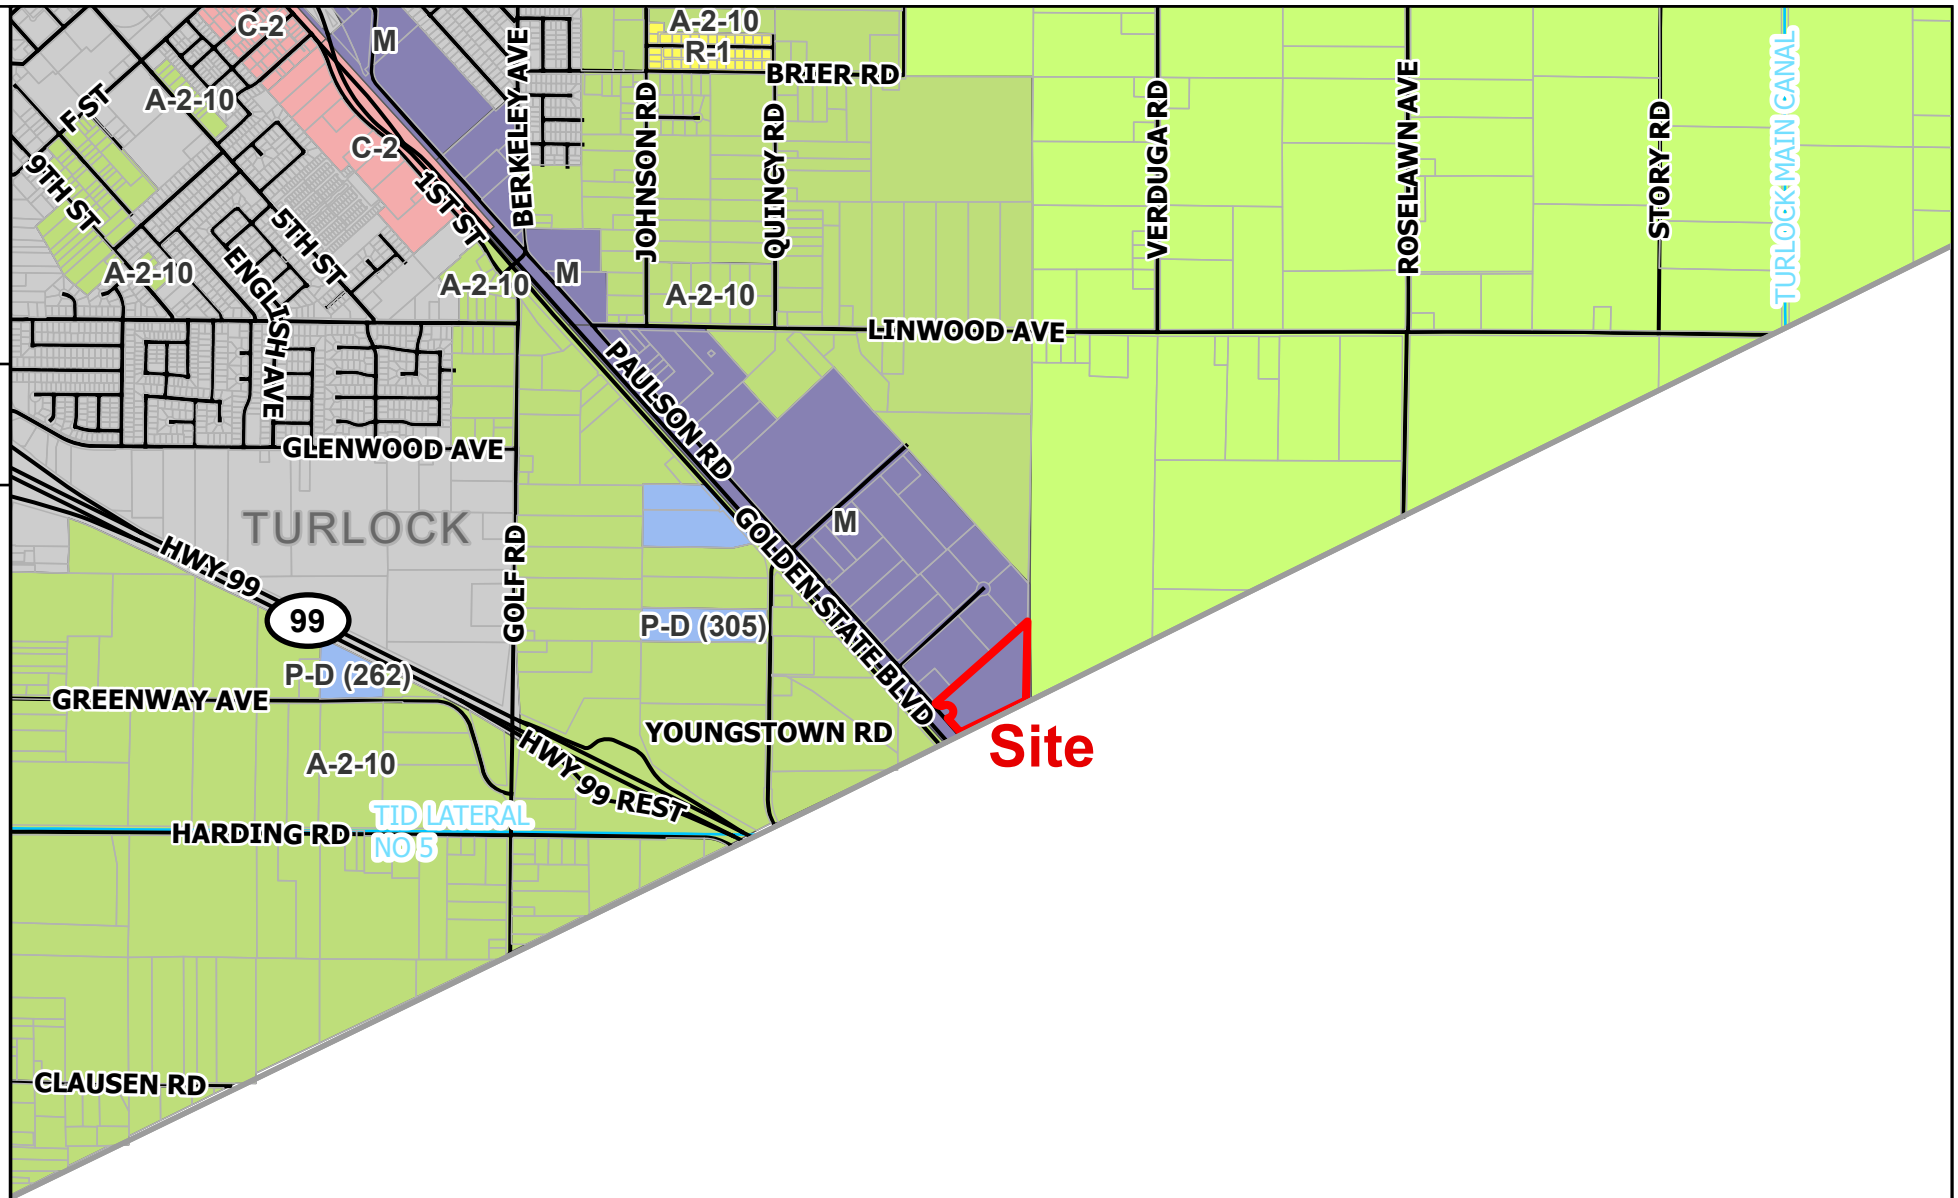 C-2
M
A-2-10
R-1
BRIER RD
BERKELEY AVE
A-2-10
F ST
JOHNSON RD
QUINCY RD
VERDUGA RD
ROSELAWN AVE
STORY RD
TURLOCK MAIN CANAL
C-2
9TH ST
1ST ST
5TH ST
A-2-10
ENGLISH AVE
A-2-10
M
A-2-10
LINWOOD AVE
PAULSON RD
GLENWOOD AVE
TURLOCK
GOLF RD
M
GOLDEN STATE BLVD
HWY 99
99
P-D (305)
P-D (262)
GREENWAY AVE
YOUNGSTOWN RD
Site
A-2-10
HWY 99 REST
TID LATERAL
NO 5
HARDING RD
CLAUSEN RD